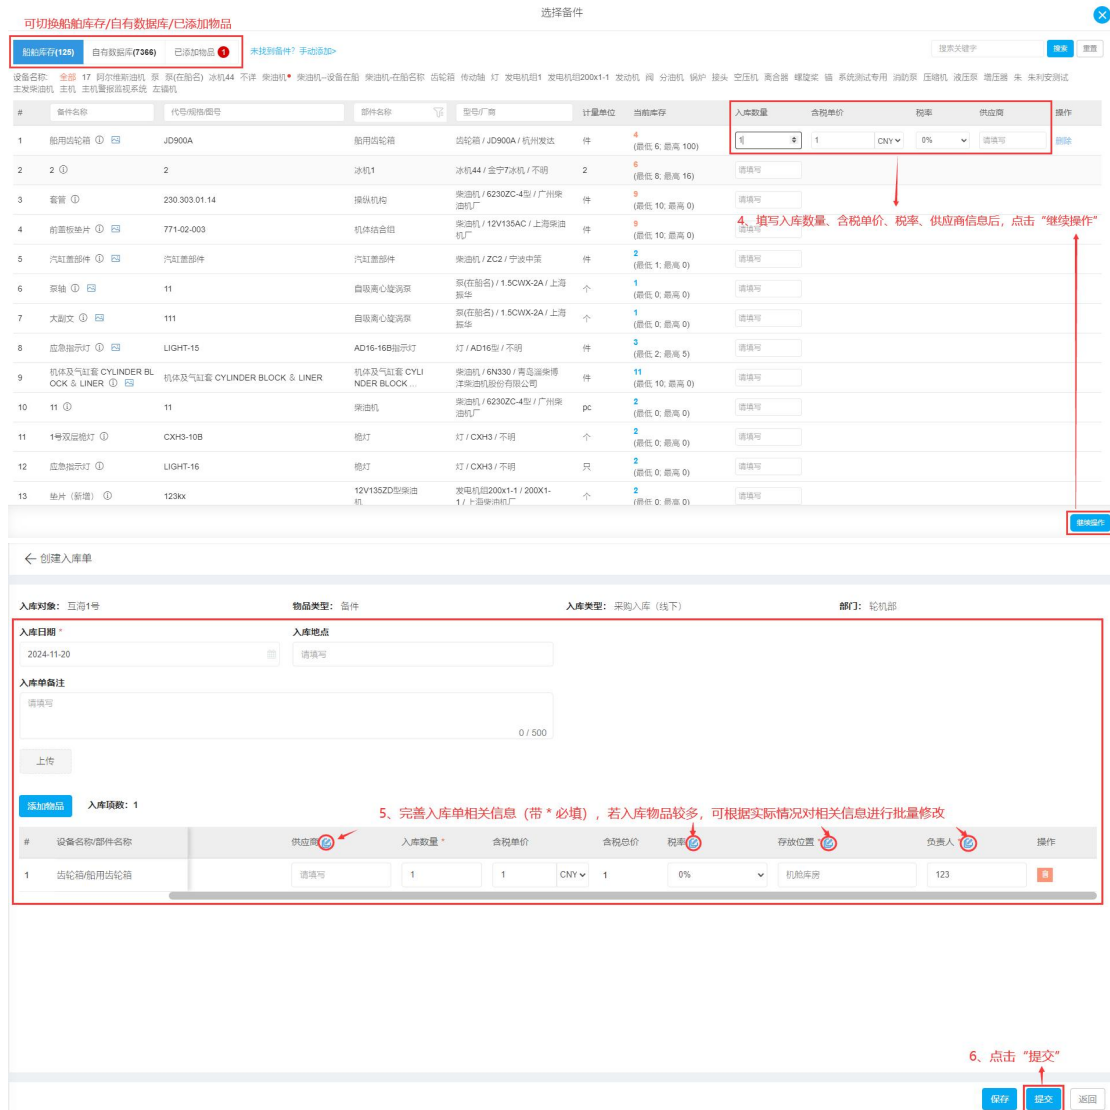 选择备件
可切换船舶库存/自有数据库/已添加物品
船舶库存(125) 自有数据库(7366) 已添加物品 1 未找到备件？手动添加> 搜索关键字 搜索 重置
设备名称: 全部 17 阿尔维斯油机 泵 泵(在船名) 冰机44 不详 柴油机 柴油机--设备在船 柴油机-在船名称 齿轮箱 传动轴 灯 发电机组1 发电机组200x1-1 发动机 阀 分油机 锅炉 接头 空压机 离合器 螺旋桨 锚 系统测试专用 消防泵 压缩机 液压泵 增压器 朱 朱利安测试
主发柴油机 主机 主机警报监视系统 左锚机
# 备件名称 代号/规格/图号 部件名称 型号/厂商 计量单位 当前库存 入库数量 含税单价 税率 供应商 操作
1 船用齿轮箱 JD900A 船用齿轮箱 齿轮箱 / JD900A / 杭州发达 件 4 (最低 6; 最高 100) 1 1 CNY 0% 请填写 删除
2 2 2 冰机1 冰机44 / 金宁7冰机 / 不明 2 6 (最低 8; 最高 16) 请填写
3 套管 230.303.01.14 操纵机构 柴油机 / 6230ZC-4型 / 广州柴油机厂 件 9 (最低 10; 最高 0) 请填写
4 前盖板垫片 771-02-003 机体结合组 柴油机 / 12V135AC / 上海柴油机厂 件 9 (最低 10; 最高 0) 请填写
4、填写入库数量、含税单价、税率、供应商信息后，点击“继续操作”
5 汽缸盖部件 汽缸盖部件 柴油机 / ZC2 / 宁波中策 件 2 (最低 1; 最高 0) 请填写
6 泵轴 11 自吸离心旋涡泵 泵(在船名) / 1.5CWX-2A / 上海振华 个 1 (最低 0; 最高 0) 请填写
7 大副文 111 自吸离心旋涡泵 泵(在船名) / 1.5CWX-2A / 上海振华 个 1 (最低 0; 最高 0) 请填写
8 应急指示灯 LIGHT-15 AD16-16B指示灯 灯 / AD16型 / 不明 件 3 (最低 2; 最高 5) 请填写
9 机体及气缸套 CYLINDER BLOCK & LINER 机体及气缸套 CYLINDER BLOCK & LINER 机体及气缸套 CYLINDER BLOCK ... 柴油机 / 6N330 / 青岛淄柴博洋柴油机股份有限公司 件 11 (最低 10; 最高 0) 请填写
10 11 11 柴油机 柴油机 / 6230ZC-4型 / 广州柴油机厂 pc 2 (最低 0; 最高 0) 请填写
11 1号双层桅灯 CXH3-10B 桅灯 灯 / CXH3 / 不明 个 2 (最低 0; 最高 0) 请填写
12 应急指示灯 LIGHT-16 桅灯 灯 / CXH3 / 不明 只 2 (最低 0; 最高 0) 请填写
13 垫片（新增） 123kx 12V135ZD型柴油机 发电机组200x1-1 / 200X1-1 / 上海柴油机厂 个 2 (最低 0; 最高 0) 请填写
继续操作
创建入库单
入库对象: 互海1号 物品类型: 备件 入库类型: 采购入库（线下） 部门: 轮机部
入库日期 * 入库地点
2024-11-20 请填写
入库单备注
请填写
0 / 500
上传
添加物品 入库项数: 1
5、完善入库单相关信息（带 * 必填），若入库物品较多，可根据实际情况对相关信息进行批量修改
# 设备名称/部件名称 供应商 入库数量 * 含税单价 含税总价 税率 存放位置 * 负责人 * 操作
1 齿轮箱/船用齿轮箱 请填写 1 1 CNY 1 0% 机舱库房 123
6、点击“提交”
保存 提交 返回